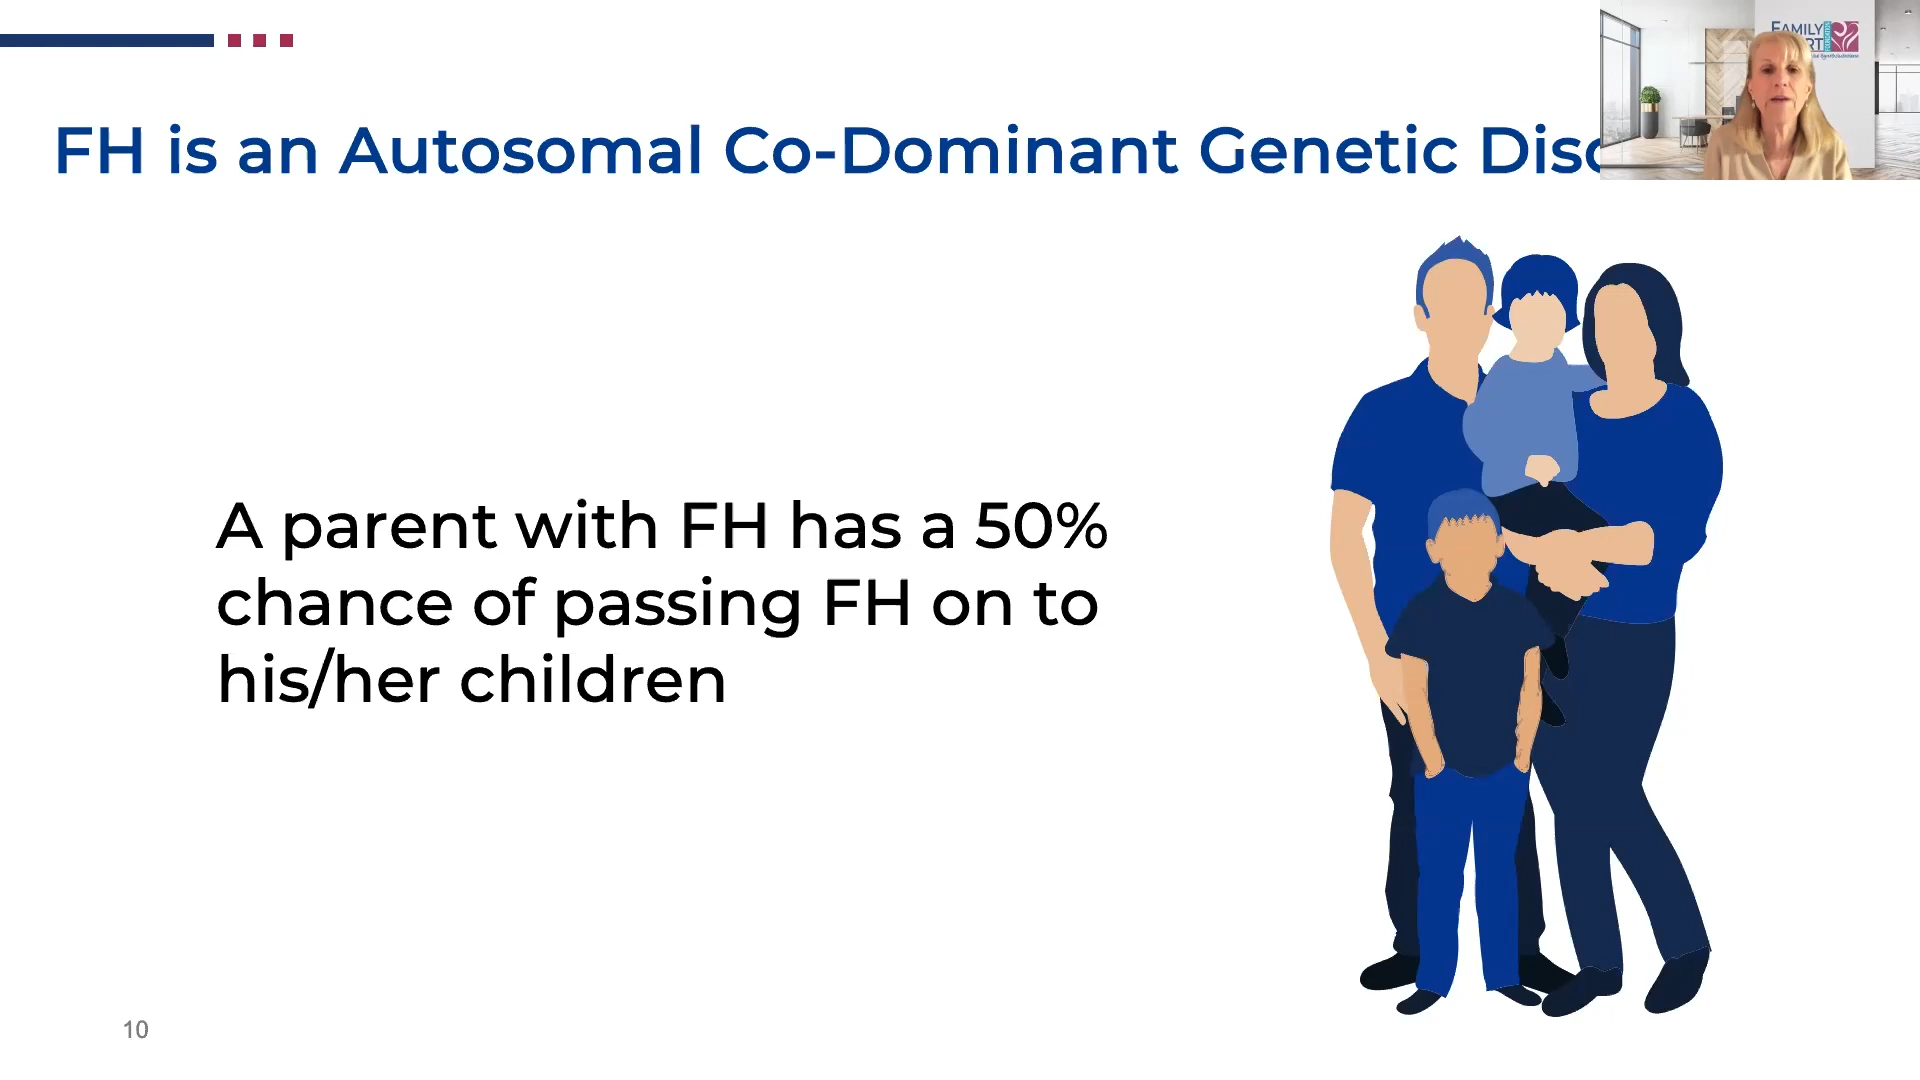 FAMILY
FH is an Autosomal Co-Dominant Genetic
A parent with FH has a 50%
chance of passing FH on to
his/her children
10